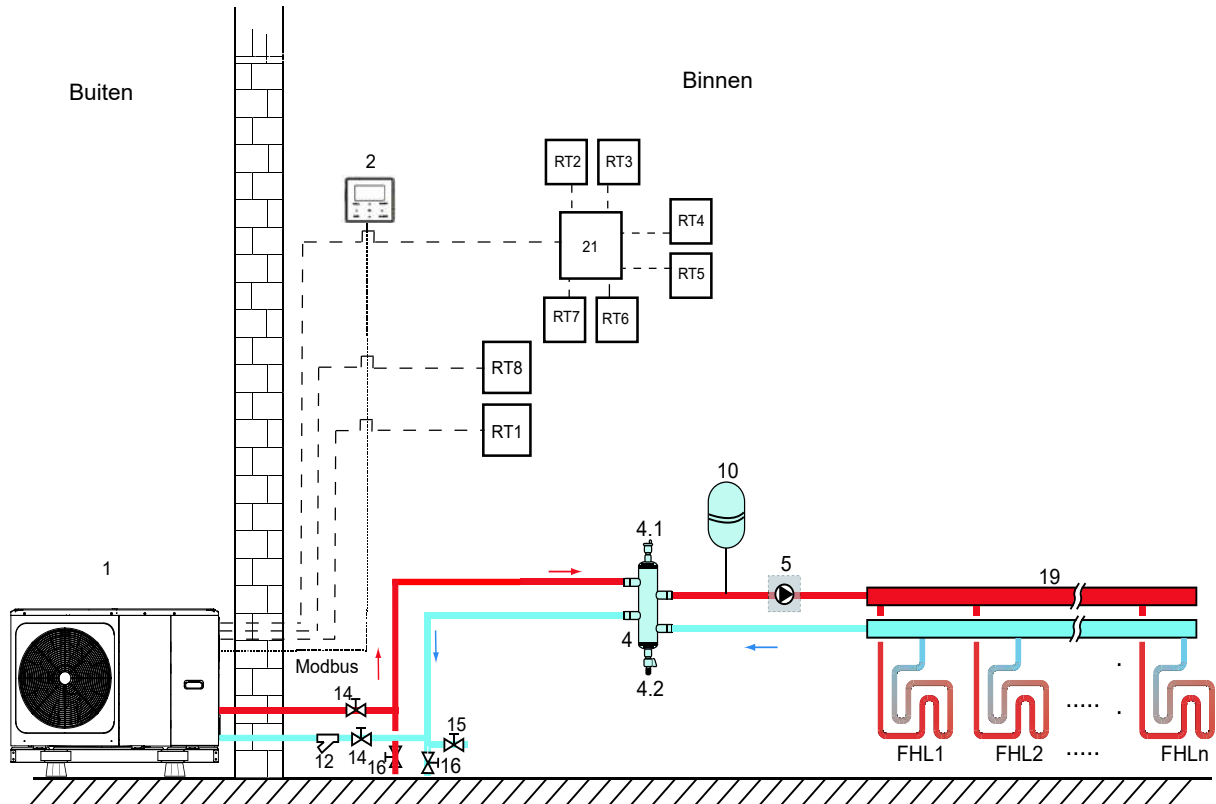 Buiten
Binnen
2
RT2
RT3
RT4
21
RT5
RT7
RT6
RT8
RT1
10
4.1
1
5
19
4
Modbus
4.2
14
15
12
14
16
16
.....
.....
FHL1
FHL2
.....
FHLn